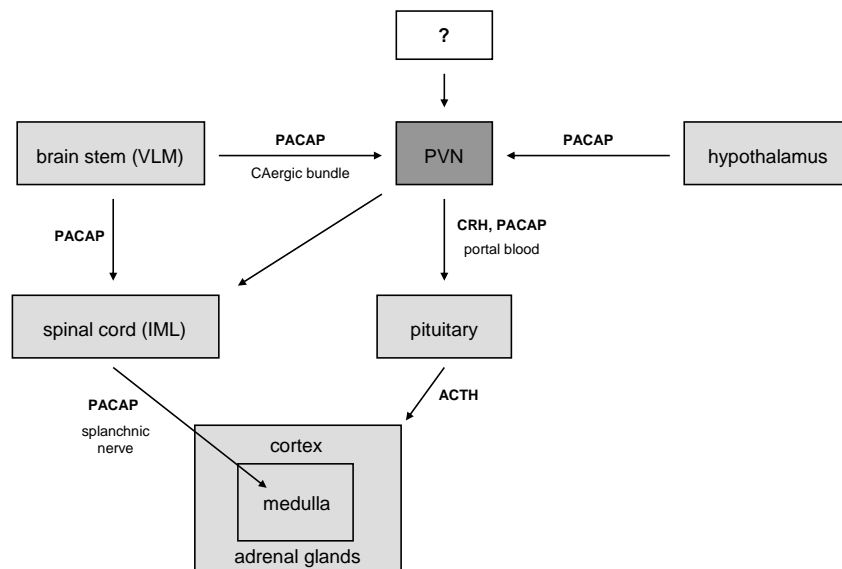 ?
PACAP
PACAP
brain stem (VLM)
PVN
hypothalamus
CAergic bundle
CRH, PACAP
PACAP
portal blood
spinal cord (IML)
pituitary
PACAP
ACTH
splanchnic
nerve
cortex
medulla
adrenal glands